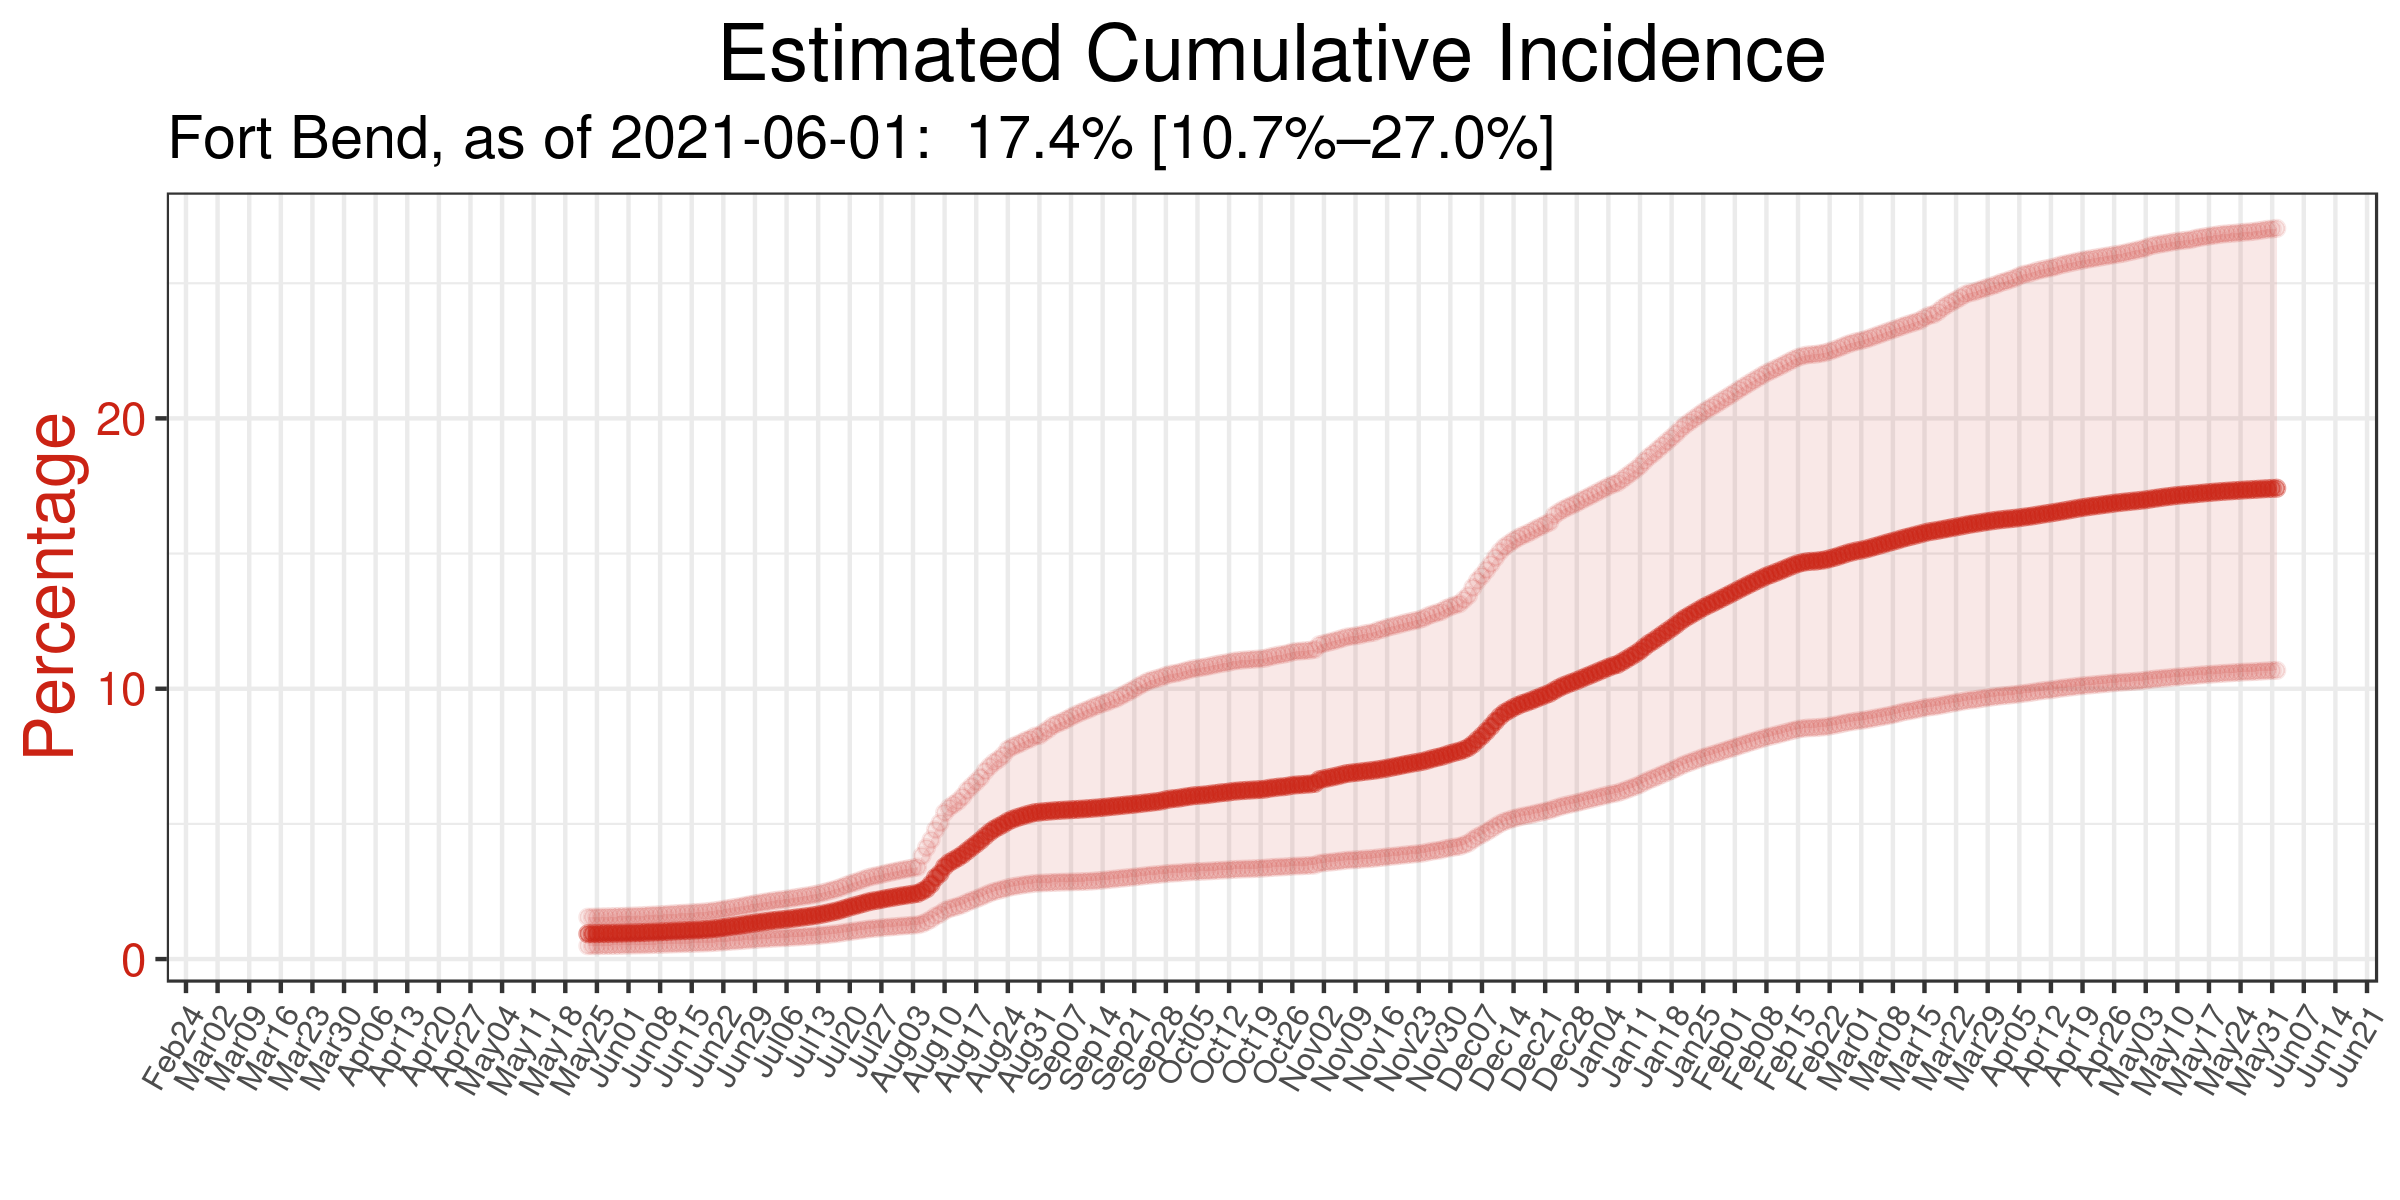 Estimated Cumulative Incidence
Fort Bend, as of 2021-06-01:  17.4% [10.7%–27.0%]
Percentage
20
10
0
Feb24
Mar02
Mar09
Mar16
Mar23
Mar30
Apr06
Apr13
Apr20
Apr27
May04
May11
May18
May25
Jun01
Jun08
Jun15
Jun22
Jun29
Jul06
Jul13
Jul20
Jul27
Aug03
Aug10
Aug17
Aug24
Aug31
Sep07
Sep14
Sep21
Sep28
Oct05
Oct12
Oct19
Oct26
Nov02
Nov09
Nov16
Nov23
Nov30
Dec07
Dec14
Dec21
Dec28
Jan04
Jan11
Jan18
Jan25
Feb01
Feb08
Feb15
Feb22
Mar01
Mar08
Mar15
Mar22
Mar29
Apr05
Apr12
Apr19
Apr26
May03
May10
May17
May24
May31
Jun07
Jun14
Jun21